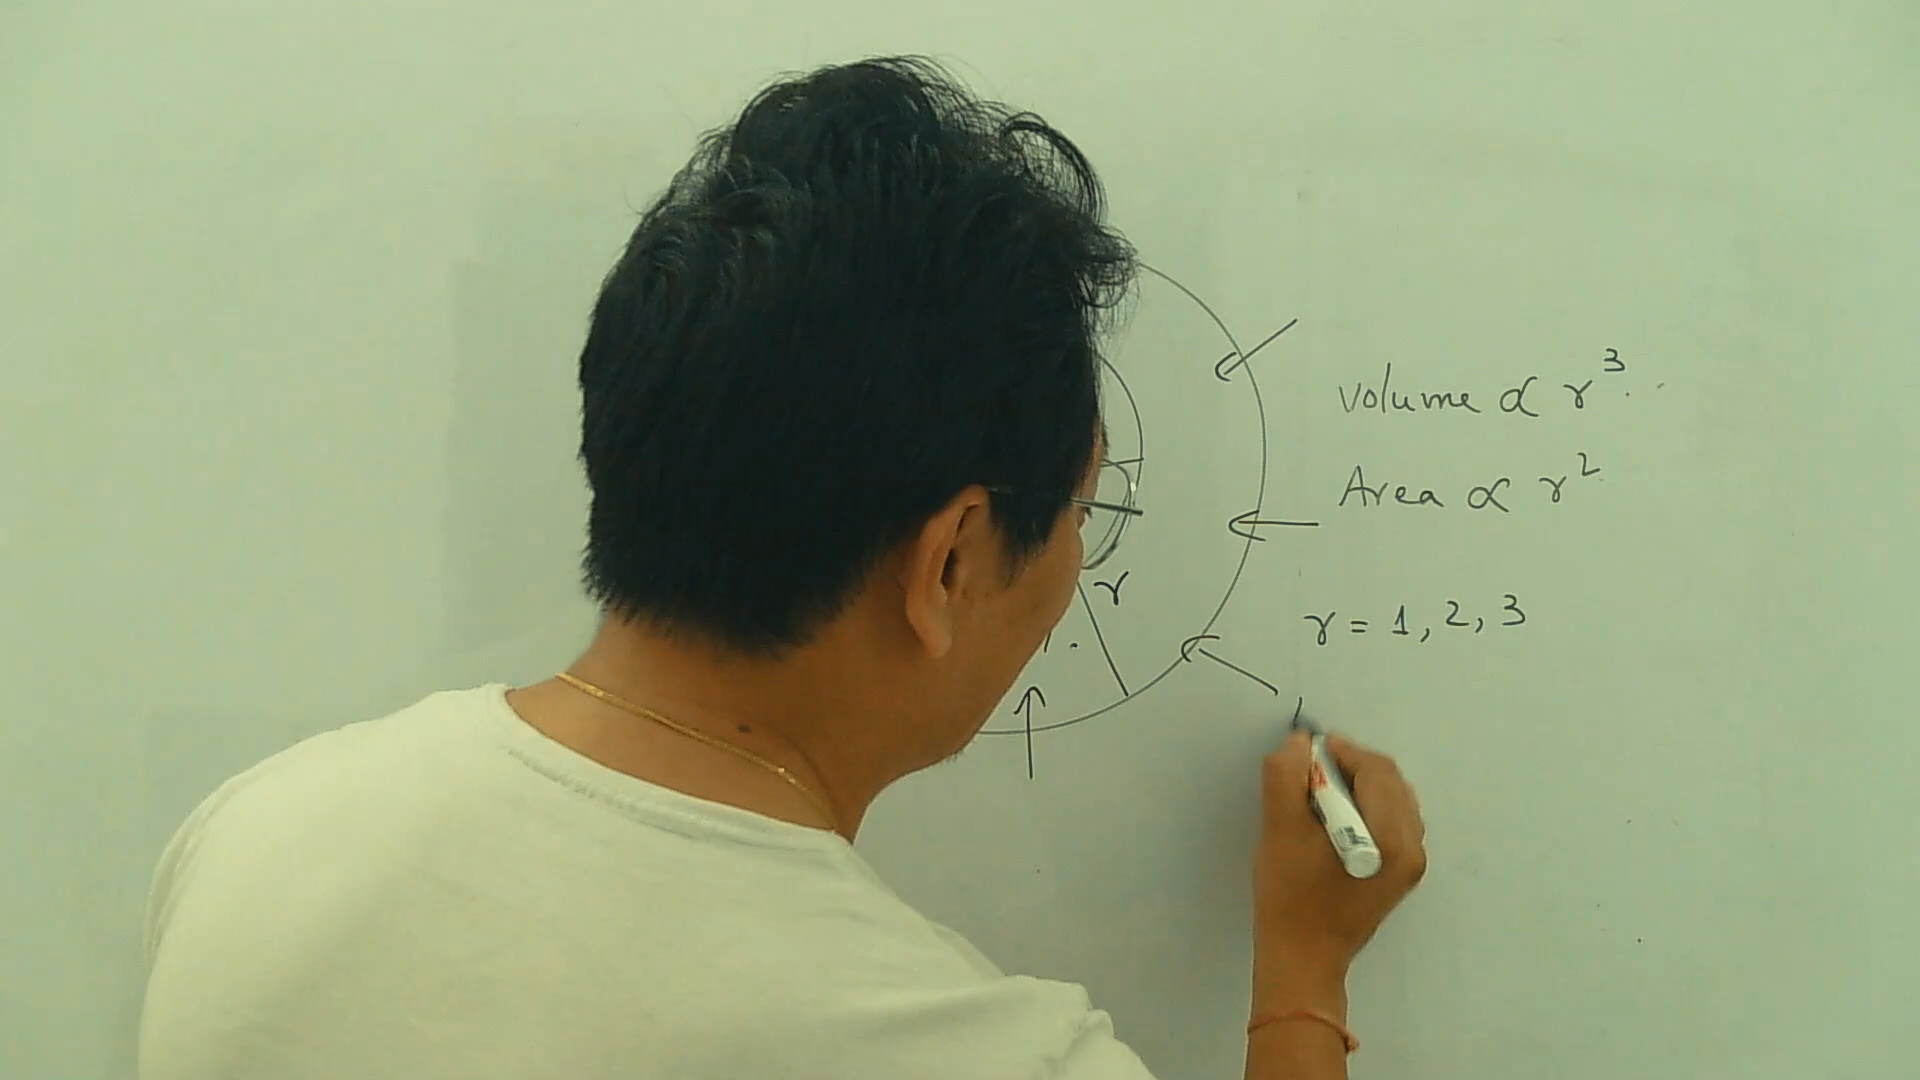 volume ∝ r³.
Area ∝ r²
r
r = 1, 2, 3